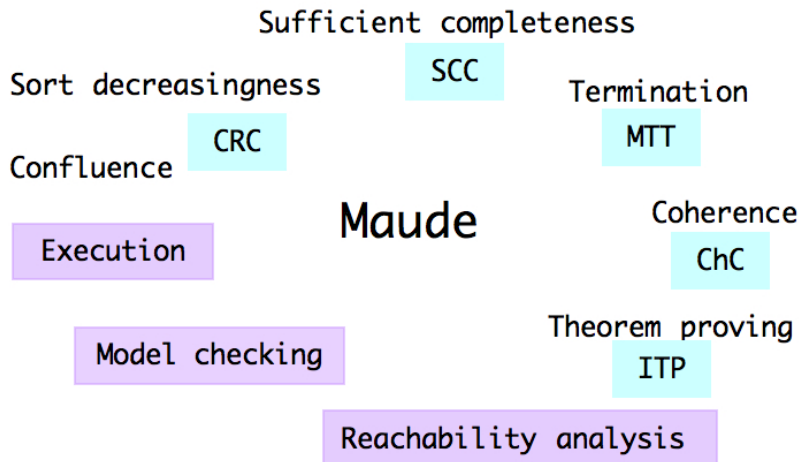 Sufficient completeness
SCC
Sort decreasingness
Termination
CRC
MTT
Confluence
Maude
Coherence
Execution
ChC
Theorem proving
Model checking
ITP
Reachability analysis